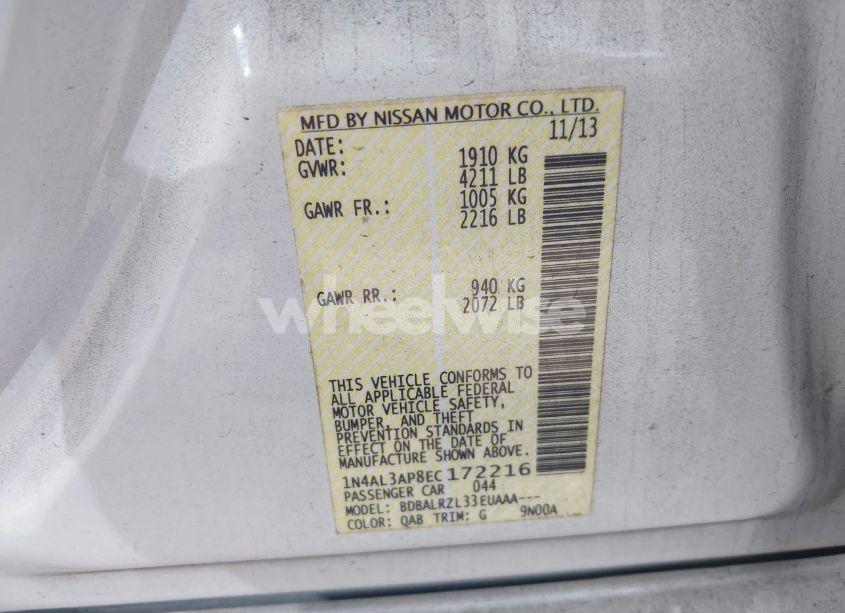 MFD BY NISSAN MOTOR CO., LTD.
DATE: 11/13
GVWR: 1910 KG
4211 LB
GAWR FR.: 1005 KG
2216 LB
GAWR RR.: 940 KG
2072 LB
wheelwise
THIS VEHICLE CONFORMS TO
ALL APPLICABLE FEDERAL
MOTOR VEHICLE SAFETY,
BUMPER, AND THEFT
PREVENTION STANDARDS IN
EFFECT ON THE DATE OF
MANUFACTURE SHOWN ABOVE.
1N4AL3AP8EC172216
PASSENGER CAR 044
MODEL: BDBALRZL33EUAAA---
COLOR: QAB TRIM: G 9N00A